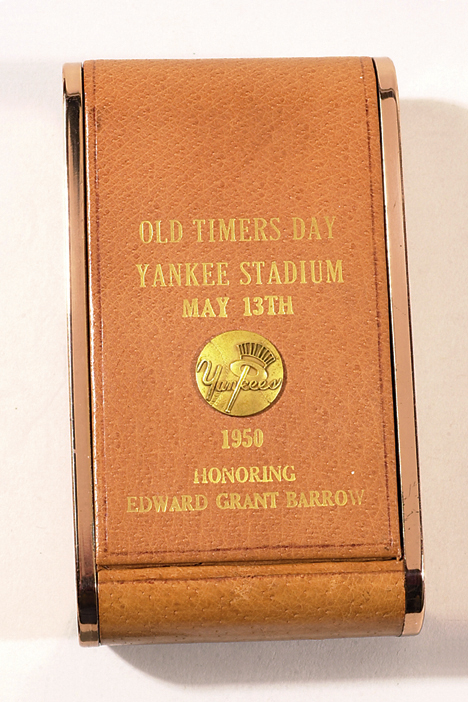 OLD TIMERS DAY
YANKEE STADIUM
MAY 13TH
Yankees
1950
HONORING
EDWARD GRANT BARROW